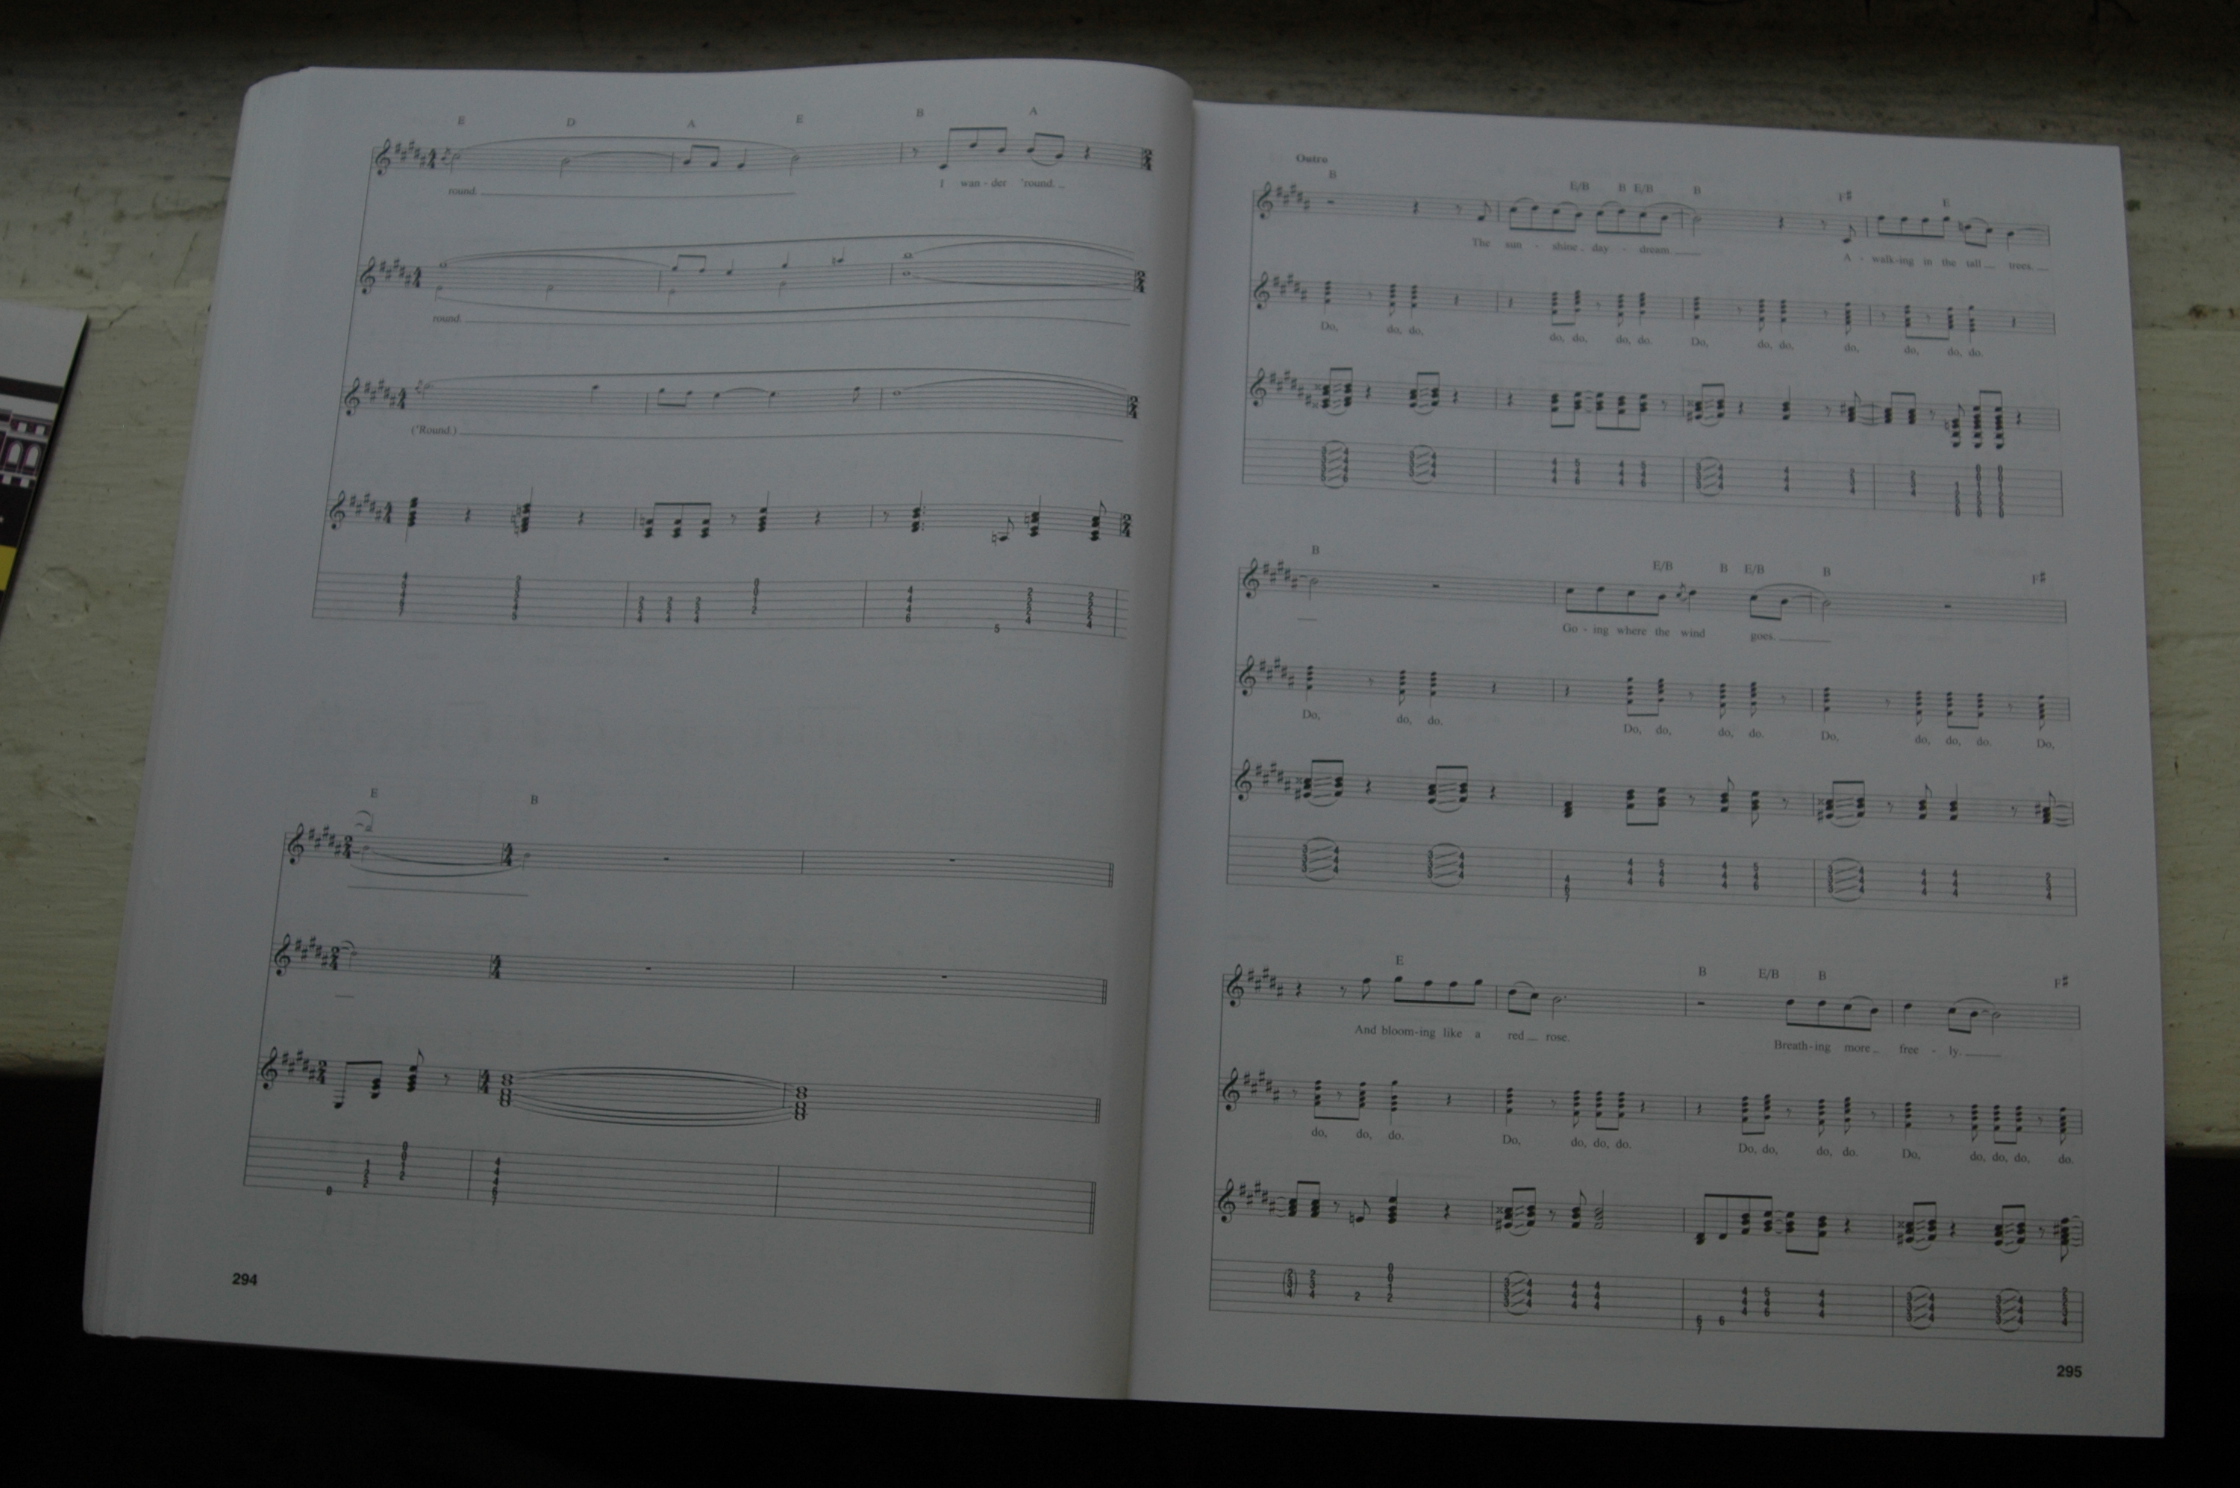 E D A E B A
round. I wan - der 'round.
round.
('Round.)
E B
294
Outro
B E/B B E/B B F# E
The sun - shine day - dream. A - walk-ing in the tall trees.
Do, do, do, do, do, do, do. Do, do, do. do, do, do, do.
B E/B B E/B B F#
Go - ing where the wind goes.
Do, do, do. Do, do, do, do. Do, do, do, do. Do,
E B E/B B F#
And bloom-ing like a red rose. Breath-ing more free - ly.
do, do, do. Do, do, do, do. Do, do, do, do. Do, do, do, do, do.
295